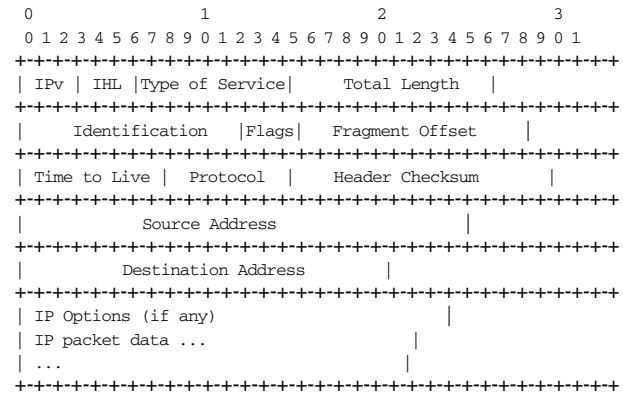 0                   1                   2                   3
0 1 2 3 4 5 6 7 8 9 0 1 2 3 4 5 6 7 8 9 0 1 2 3 4 5 6 7 8 9 0 1
+-+-+-+-+-+-+-+-+-+-+-+-+-+-+-+-+-+-+-+-+-+-+-+-+-+-+-+-+-+-+-+-+
| IPv | IHL |Type of Service| Total Length |
+-+-+-+-+-+-+-+-+-+-+-+-+-+-+-+-+-+-+-+-+-+-+-+-+-+-+-+-+-+-+-+-+
| Identification |Flags| Fragment Offset |
+-+-+-+-+-+-+-+-+-+-+-+-+-+-+-+-+-+-+-+-+-+-+-+-+-+-+-+-+-+-+-+-+
| Time to Live | Protocol | Header Checksum |
+-+-+-+-+-+-+-+-+-+-+-+-+-+-+-+-+-+-+-+-+-+-+-+-+-+-+-+-+-+-+-+-+
| Source Address |
+-+-+-+-+-+-+-+-+-+-+-+-+-+-+-+-+-+-+-+-+-+-+-+-+-+-+-+-+-+-+-+-+
| Destination Address |
+-+-+-+-+-+-+-+-+-+-+-+-+-+-+-+-+-+-+-+-+-+-+-+-+-+-+-+-+-+-+-+-+
| IP Options (if any) |
| IP packet data ... |
| ... |
+-+-+-+-+-+-+-+-+-+-+-+-+-+-+-+-+-+-+-+-+-+-+-+-+-+-+-+-+-+-+-+-+